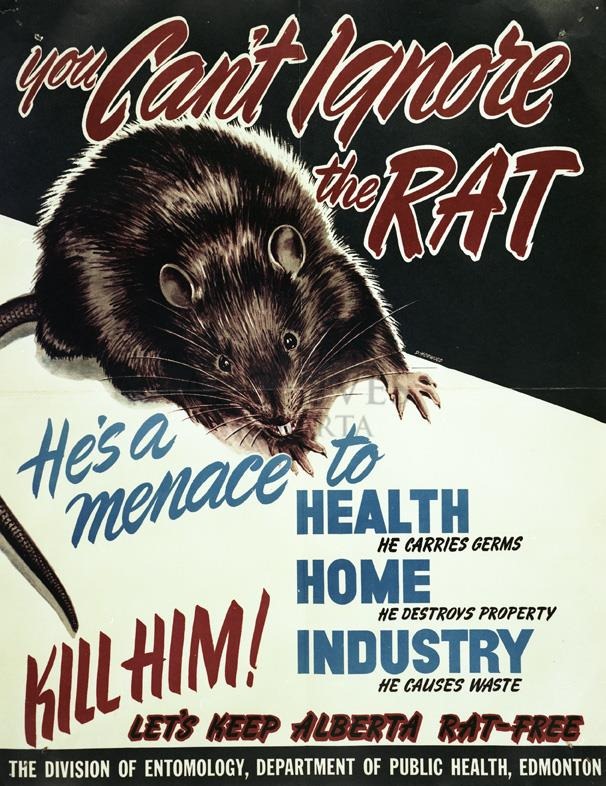 you Can't Ignore
the RAT
D. HORWOOD
He's a
menace to
HEALTH
HE CARRIES GERMS
HOME
HE DESTROYS PROPERTY
INDUSTRY
HE CAUSES WASTE
KILL HIM!
LET'S KEEP ALBERTA RAT-FREE
THE DIVISION OF ENTOMOLOGY, DEPARTMENT OF PUBLIC HEALTH, EDMONTON